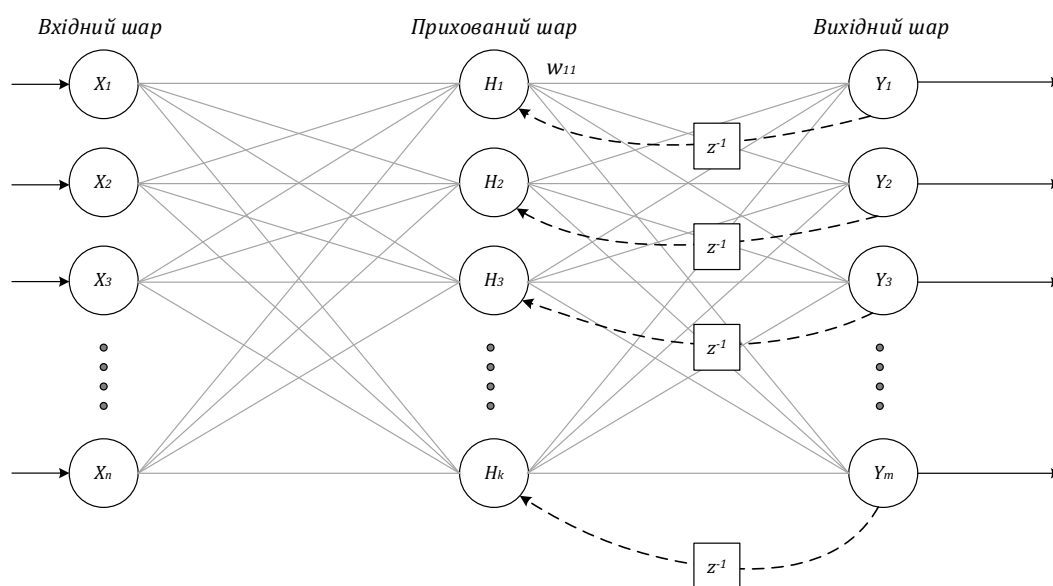 Вхідний шар Прихований шар Вихідний шар
X₁ H₁ w₁₁ Y₁
z⁻¹
X₂ H₂ Y₂
z⁻¹
X₃ H₃ Y₃
z⁻¹
Xₙ Hₖ Yₘ
z⁻¹